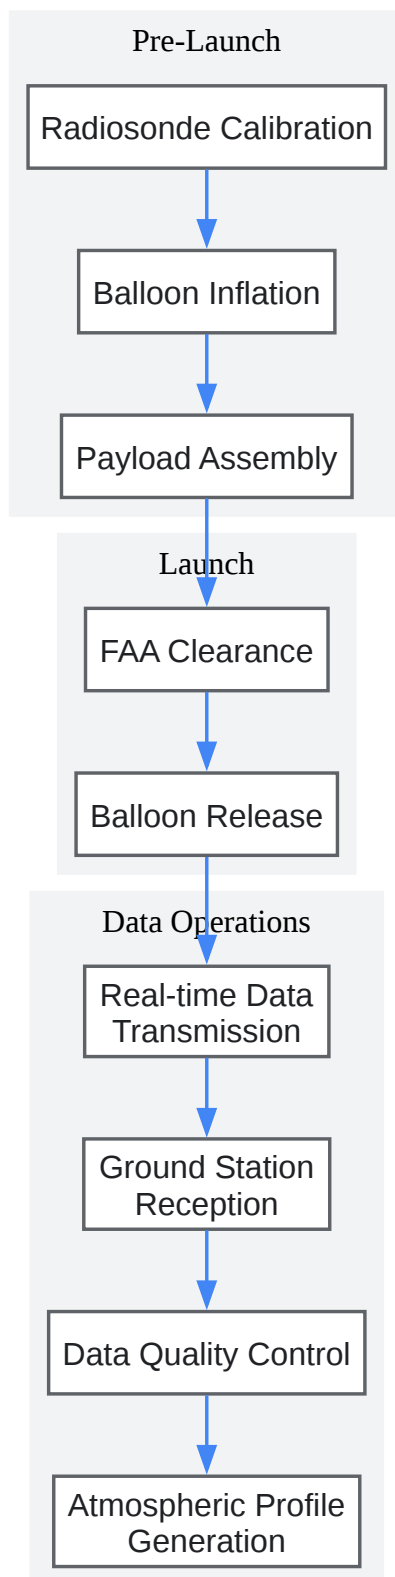 Pre-Launch
Radiosonde Calibration
Balloon Inflation
Payload Assembly
Launch
FAA Clearance
Balloon Release
Data Operations
Real-time Data
Transmission
Ground Station
Reception
Data Quality Control
Atmospheric Profile
Generation